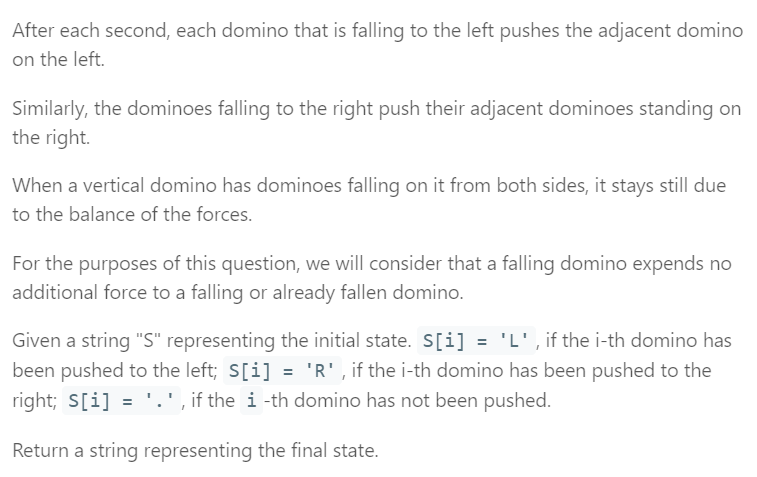 After each second, each domino that is falling to the left pushes the adjacent domino
on the left.
Similarly, the dominoes falling to the right push their adjacent dominoes standing on
the right.
When a vertical domino has dominoes falling on it from both sides, it stays still due
to the balance of the forces.
For the purposes of this question, we will consider that a falling domino expends no
additional force to a falling or already fallen domino.
Given a string "S" representing the initial state. S[i] = 'L' , if the i-th domino has
been pushed to the left; S[i] = 'R' , if the i-th domino has been pushed to the
right; S[i] = '.' , if the i -th domino has not been pushed.
Return a string representing the final state.